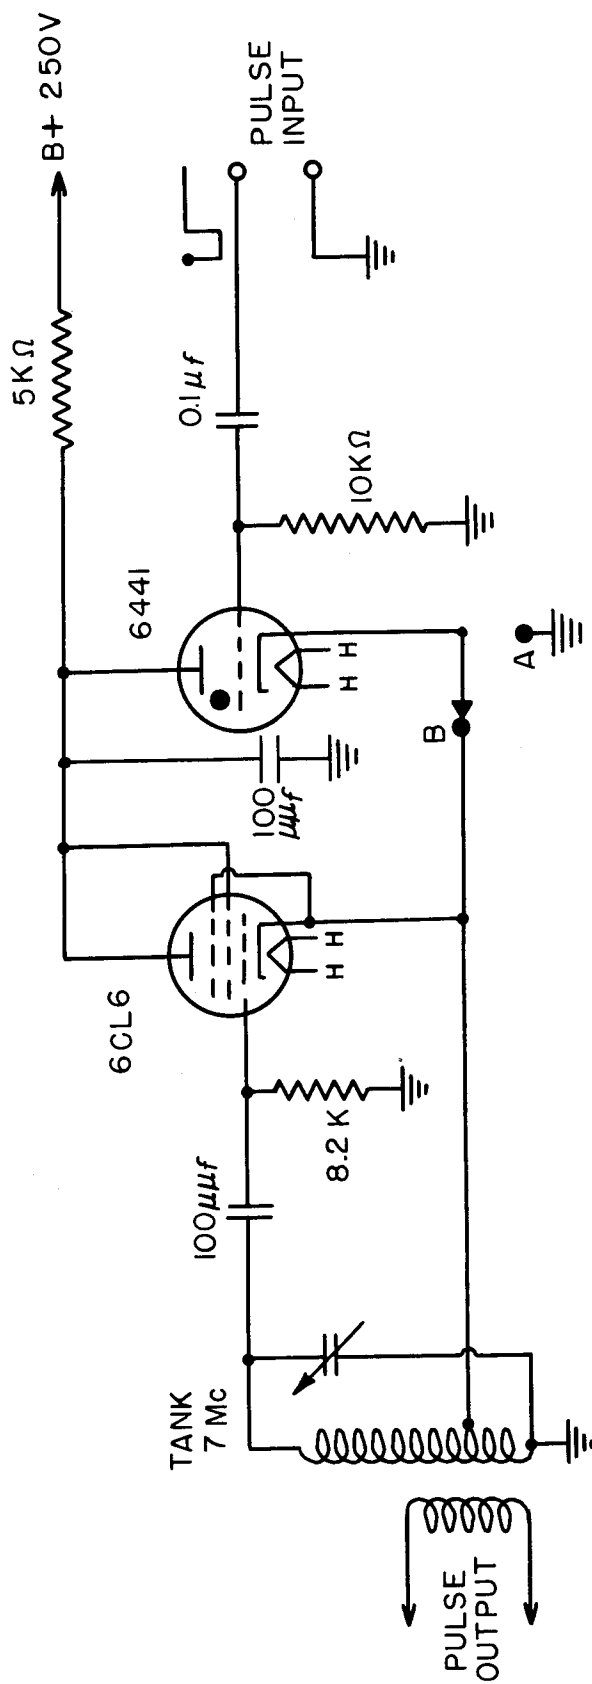 5KΩ
B+ 250V
6CL6
6441
0.1µf
PULSE
INPUT
100
µµf
10KΩ
H H
H H
TANK
7 Mc
100µµf
8.2 K
B
A
PULSE
OUTPUT